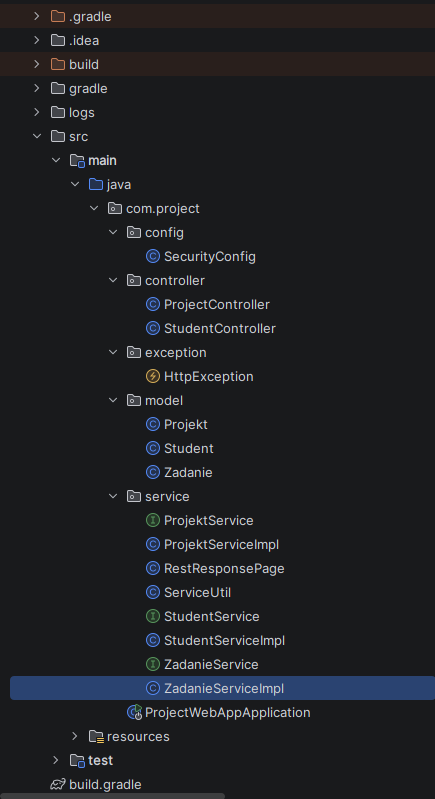 .gradle
.idea
build
gradle
logs
src
main
java
com.project
config
SecurityConfig
controller
ProjectController
StudentController
exception
HttpException
model
Projekt
Student
Zadanie
service
ProjektService
ProjektServiceImpl
RestResponsePage
ServiceUtil
StudentService
StudentServiceImpl
ZadanieService
ZadanieServiceImpl
ProjectWebAppApplication
resources
test
build.gradle